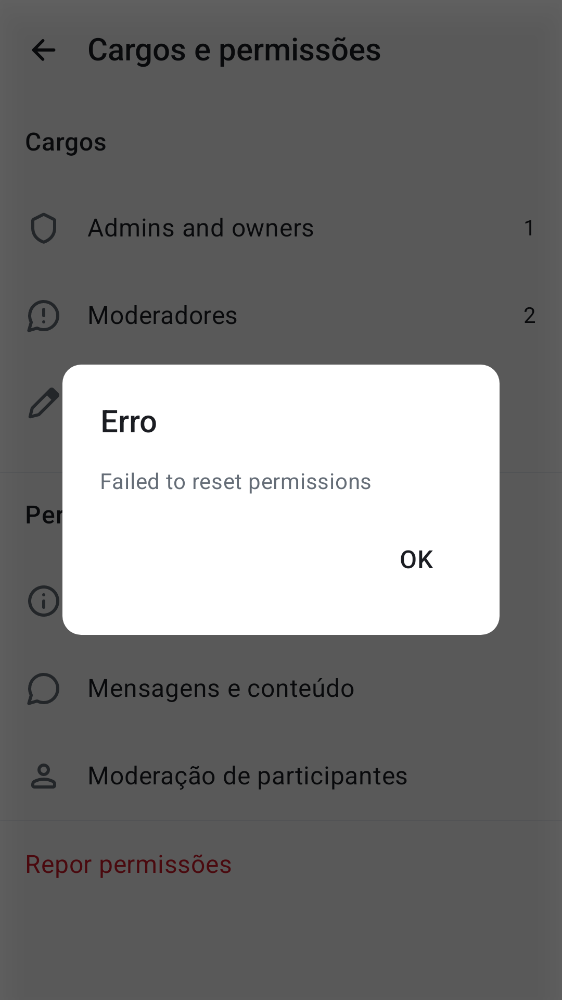 Cargos e permissões
Cargos
Admins and owners 1
Moderadores 2
Erro
Failed to reset permissions
OK
Per
Mensagens e conteúdo
Moderação de participantes
Repor permissões